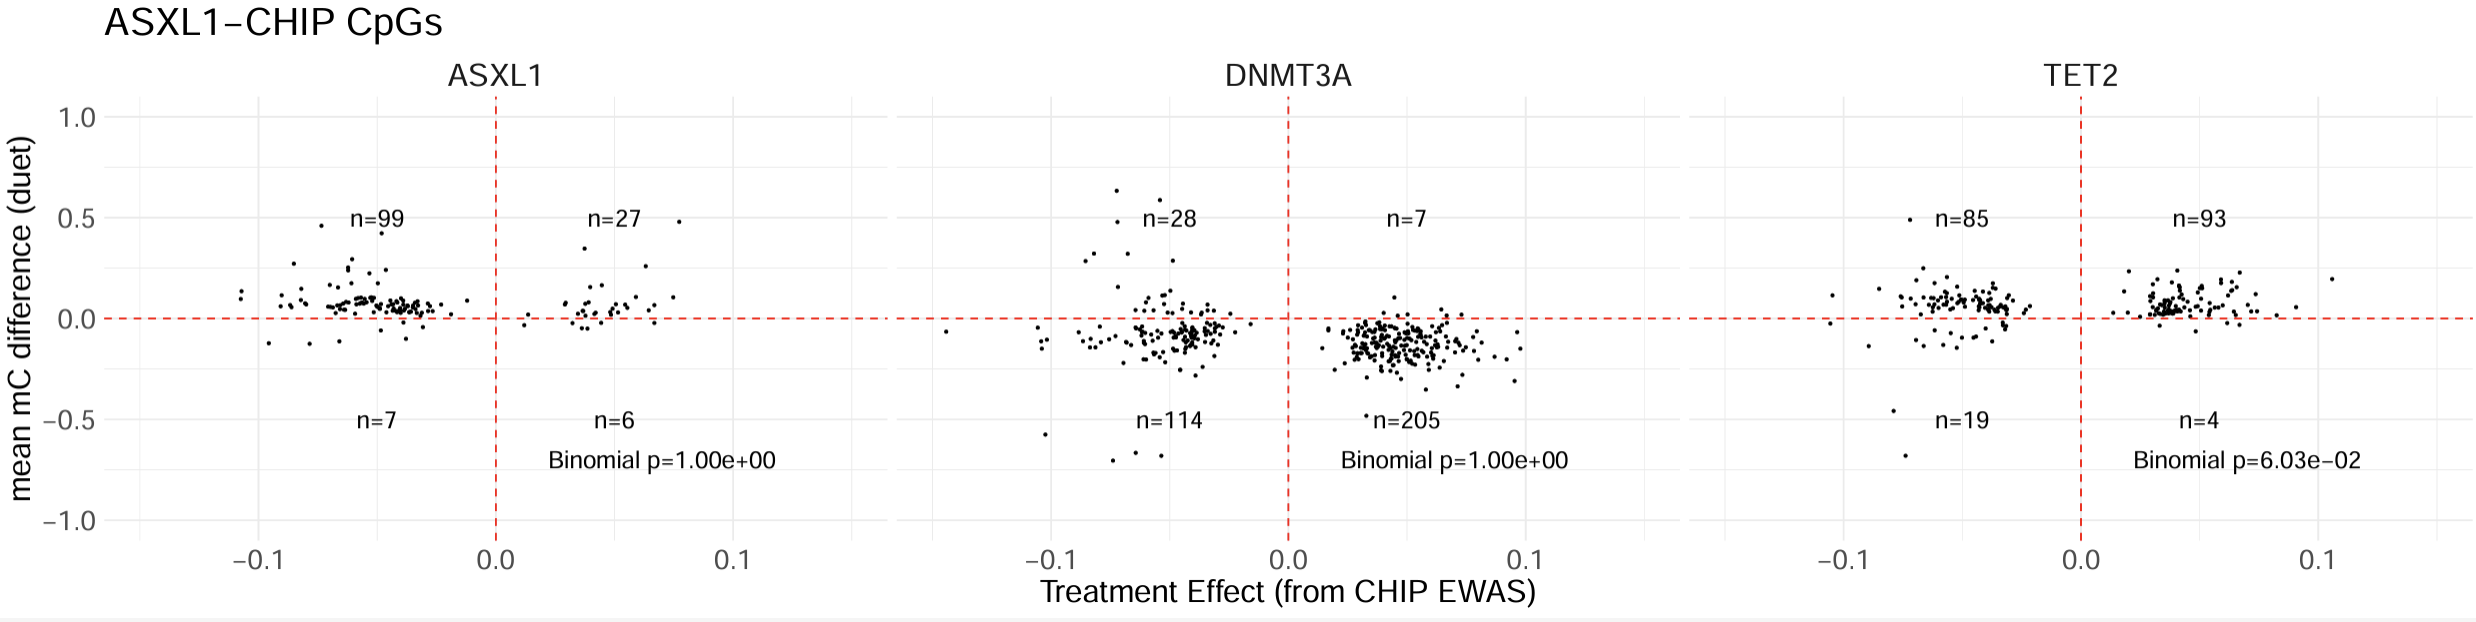 ASXL1−CHIP CpGs
ASXL1 DNMT3A TET2
mean mC difference (duet)
1.0
0.5
0.0
−0.5
−1.0
n=99 n=27 n=28 n=7 n=85 n=93
n=7 n=6 n=114 n=205 n=19 n=4
Binomial p=1.00e+00 Binomial p=1.00e+00 Binomial p=6.03e−02
−0.1 0.0 0.1 −0.1 0.0 0.1 −0.1 0.0 0.1
Treatment Effect (from CHIP EWAS)